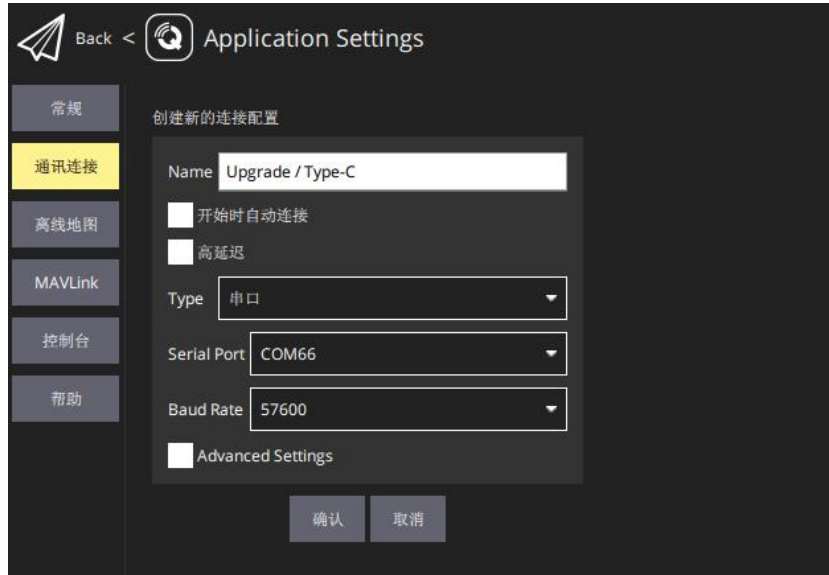 Back < Application Settings
常规
通讯连接
离线地图
MAVLink
控制台
帮助
创建新的连接配置
Name Upgrade / Type-C
开始时自动连接
高延迟
Type 串口
Serial Port COM66
Baud Rate 57600
Advanced Settings
确认 取消